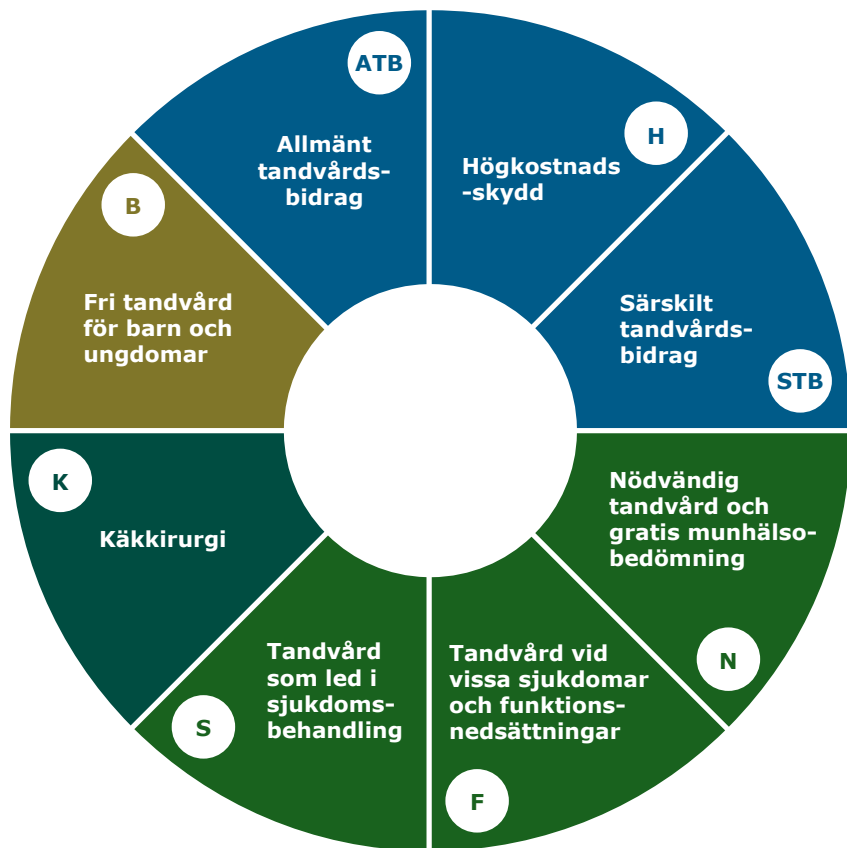 ATB
Allmänt
tandvårds-
bidrag
H
Högkostnads
-skydd
Särskilt
tandvårds-
bidrag
STB
Nödvändig
tandvård och
gratis munhälso-
bedömning
N
Tandvård vid
vissa sjukdomar
och funktions-
nedsättningar
F
Tandvård
som led i
sjukdoms-
behandling
S
K
Käkkirurgi
B
Fri tandvård
för barn och
ungdomar